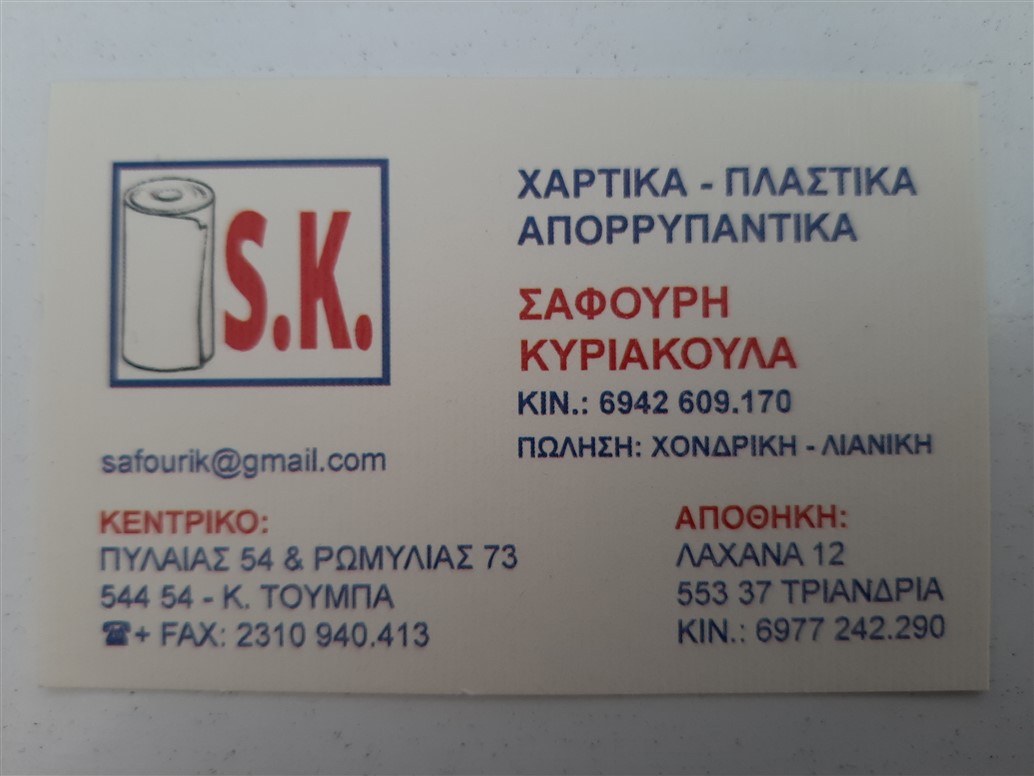 S.K.
ΧΑΡΤΙΚΑ - ΠΛΑΣΤΙΚΑ
ΑΠΟΡΡΥΠΑΝΤΙΚΑ
ΣΑΦΟΥΡΗ
ΚΥΡΙΑΚΟΥΛΑ
ΚΙΝ.: 6942 609.170
ΠΩΛΗΣΗ: ΧΟΝΔΡΙΚΗ - ΛΙΑΝΙΚΗ
safourik@gmail.com
ΚΕΝΤΡΙΚΟ:
ΠΥΛΑΙΑΣ 54 & ΡΩΜΥΛΙΑΣ 73
544 54 - Κ. ΤΟΥΜΠΑ
☎+ FAX: 2310 940.413
ΑΠΟΘΗΚΗ:
ΛΑΧΑΝΑ 12
553 37 ΤΡΙΑΝΔΡΙΑ
ΚΙΝ.: 6977 242.290